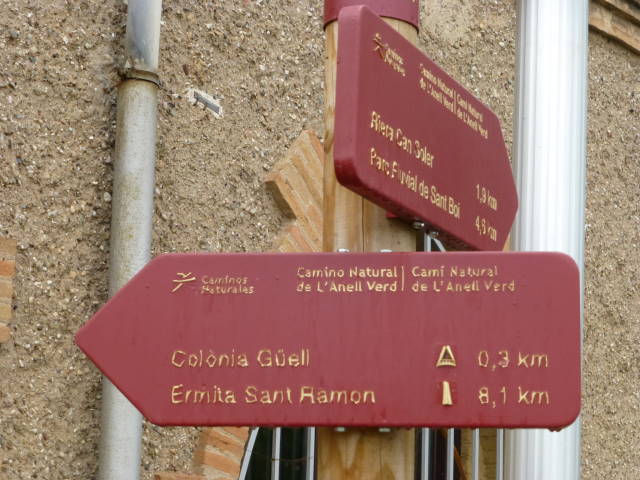 Caminos
Naturales
Camino Natural | Camí Natural
de L'Anell Verd | de L'Anell Verd
Riera Can Soler 1,9 km
Parc Fluvial de Sant Boi 4,6 km
Caminos
Naturales
Camino Natural | Camí Natural
de L'Anell Verd | de L'Anell Verd
Colònia Güell 0,3 km
Ermita Sant Ramon 8,1 km